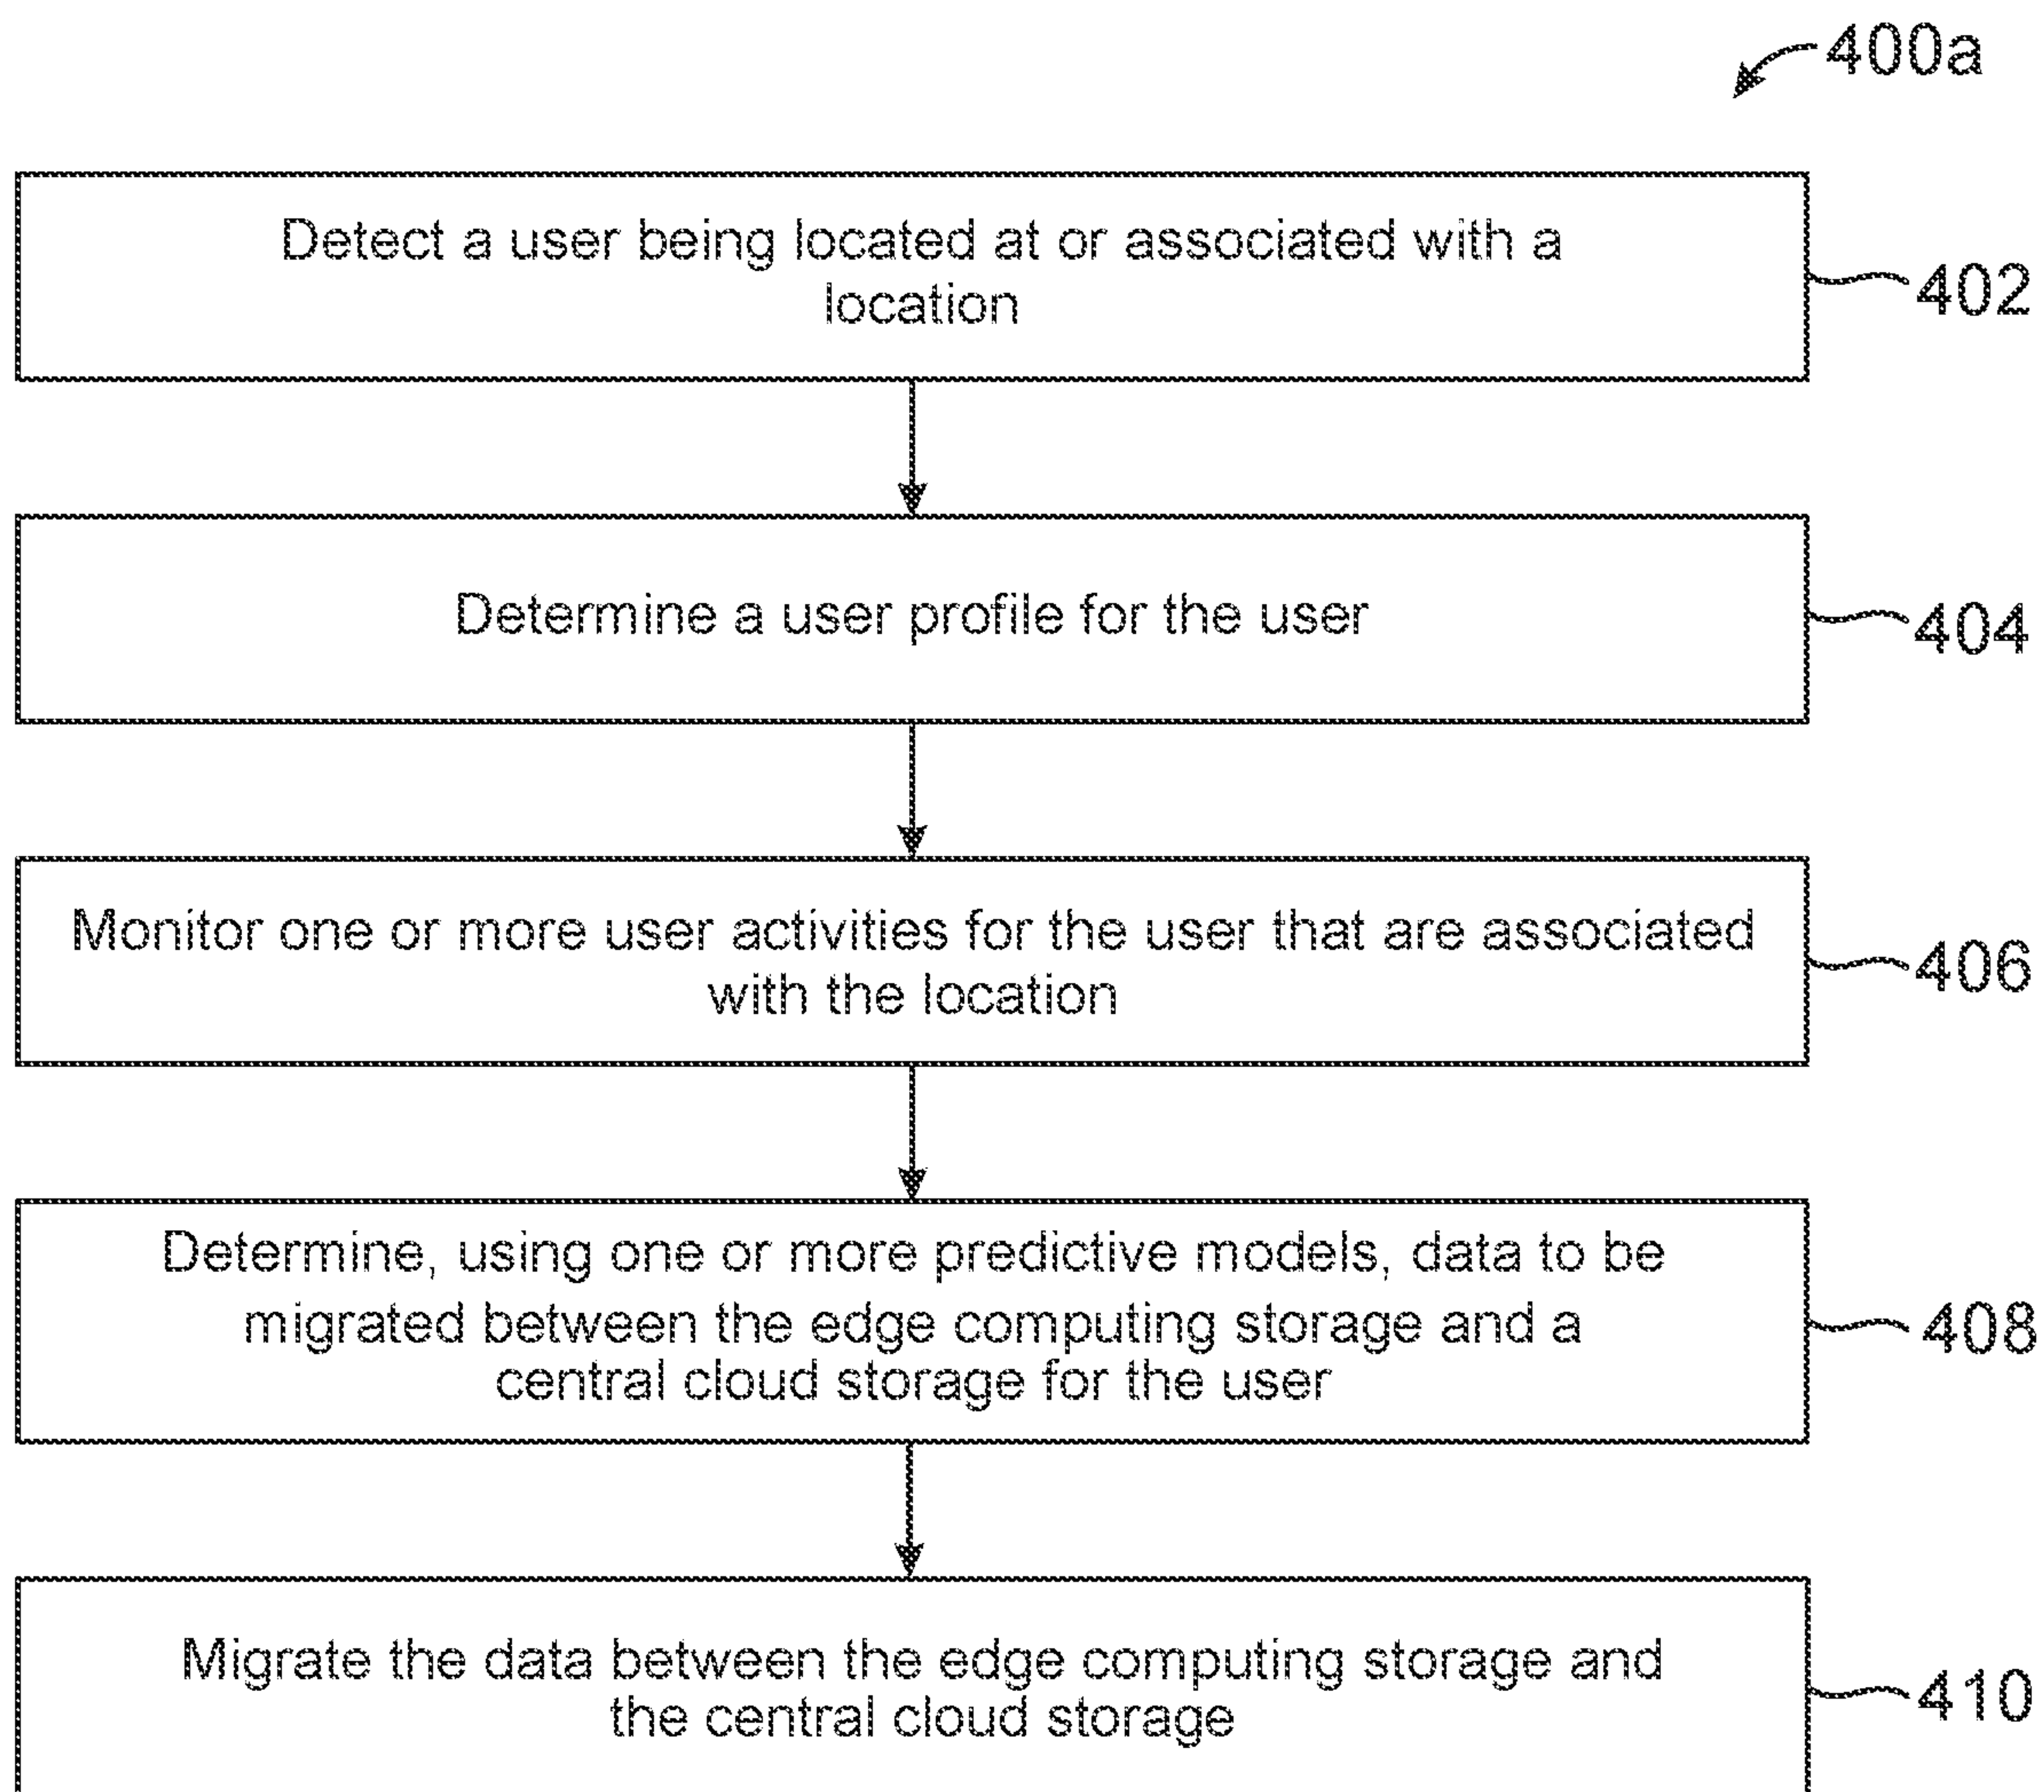 400a
Detect a user being located at or associated with a
location
402
Determine a user profile for the user
404
Monitor one or more user activities for the user that are associated
with the location
406
Determine, using one or more predictive models, data to be
migrated between the edge computing storage and a
central cloud storage for the user
408
Migrate the data between the edge computing storage and
the central cloud storage
410